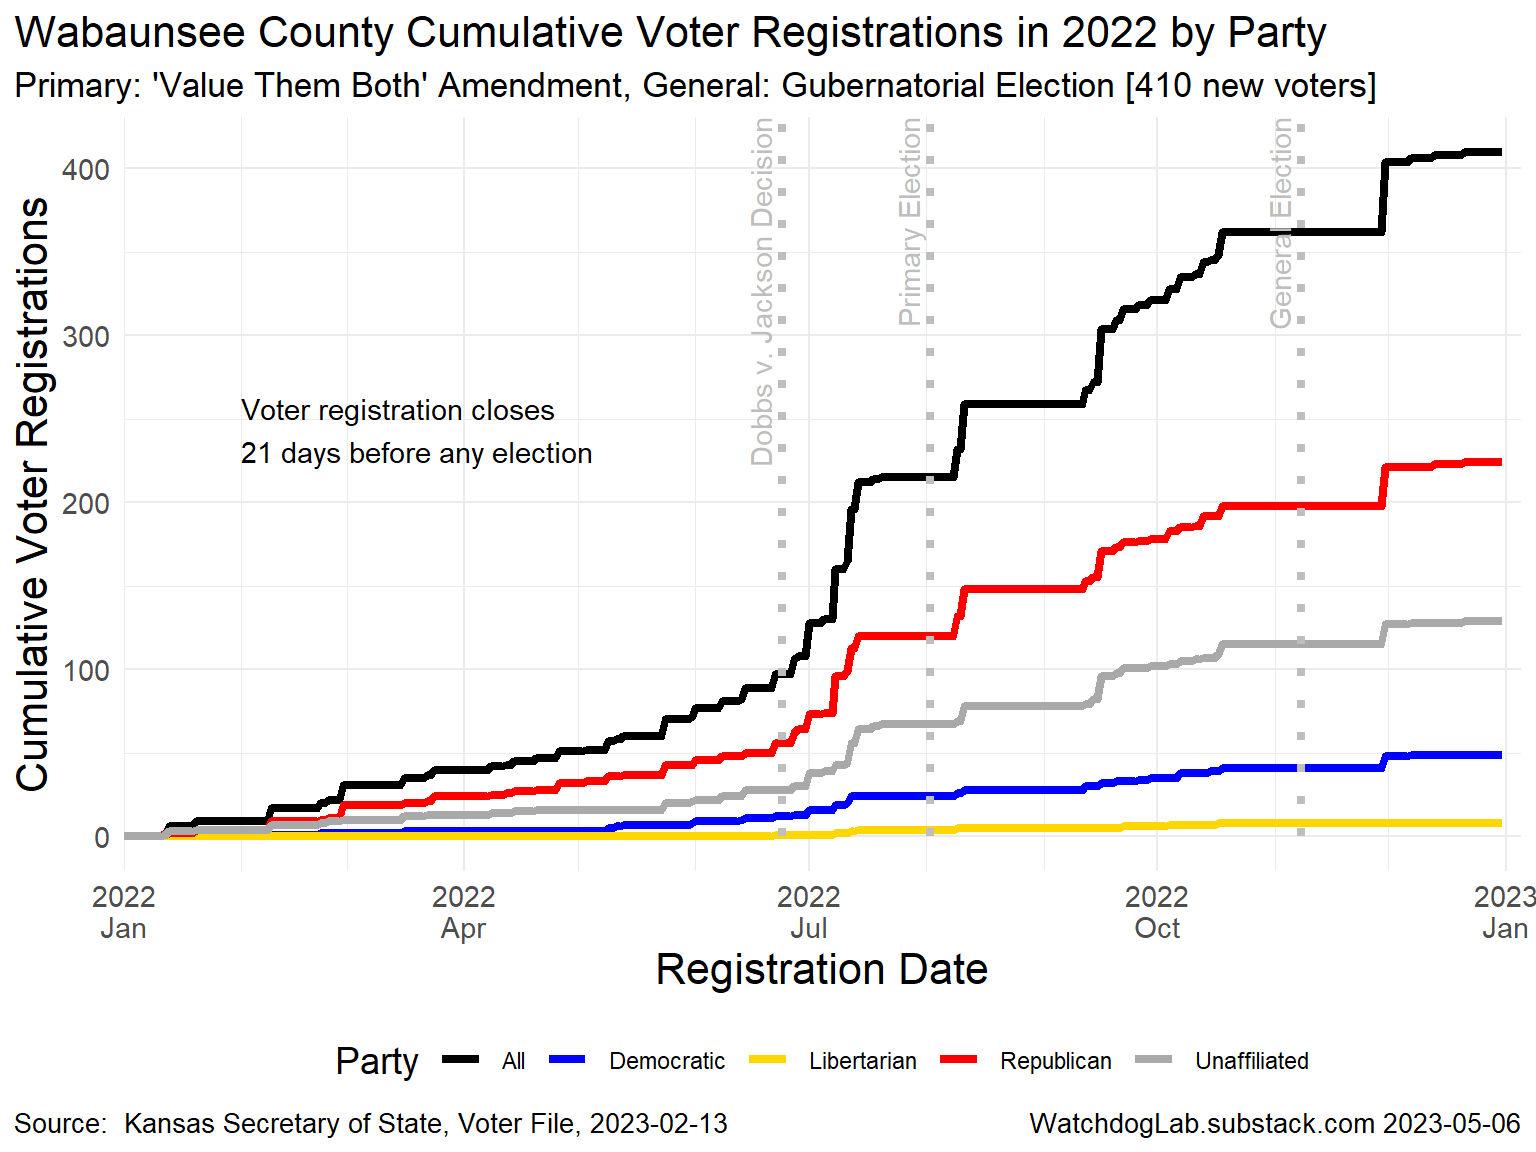 Wabaunsee County Cumulative Voter Registrations in 2022 by Party
Primary: 'Value Them Both' Amendment, General: Gubernatorial Election [410 new voters]
Cumulative Voter Registrations
400
300
200
100
0
Dobbs v. Jackson Decision
Primary Election
General Election
Voter registration closes
21 days before any election
2022
Jan
2022
Apr
2022
Jul
2022
Oct
2023
Jan
Registration Date
Party
All
Democratic
Libertarian
Republican
Unaffiliated
Source:  Kansas Secretary of State, Voter File, 2023-02-13
WatchdogLab.substack.com 2023-05-06